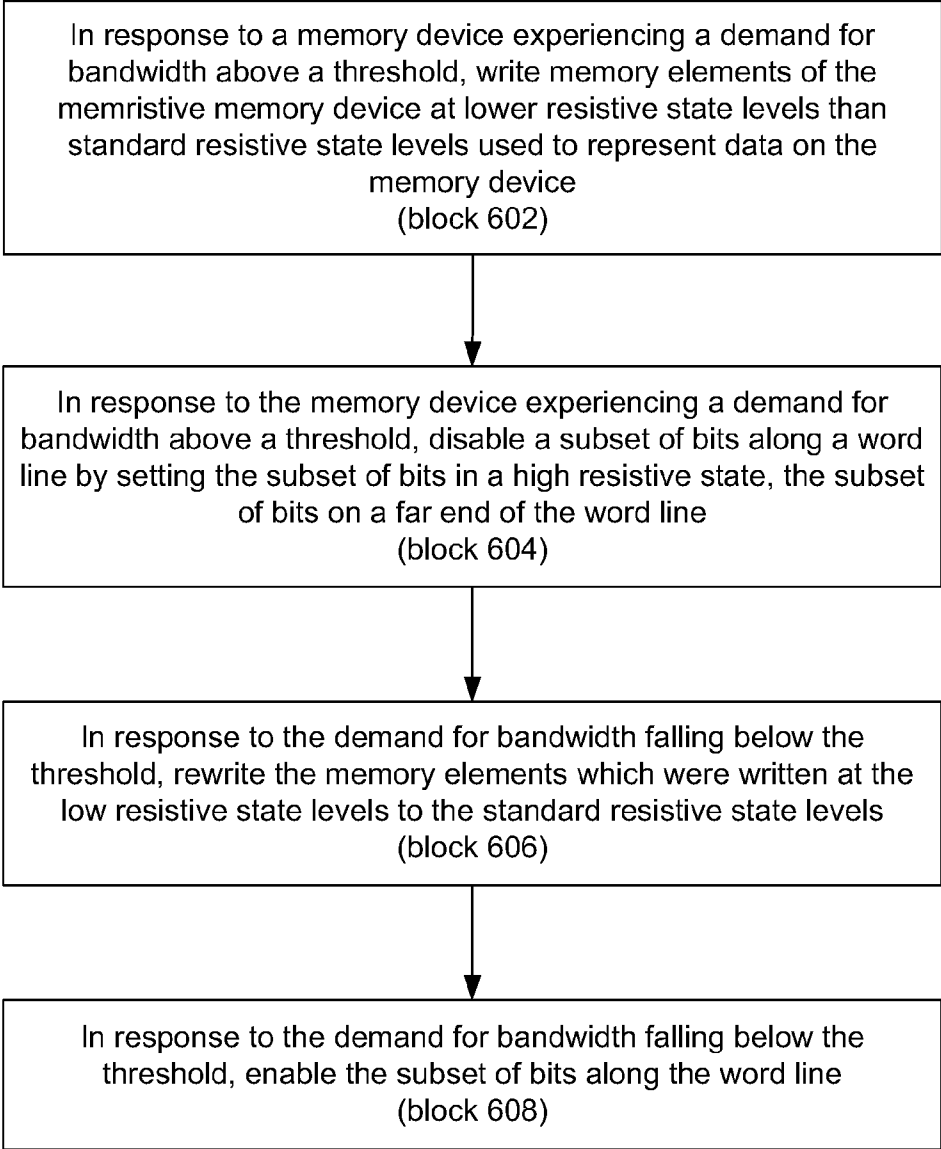 In response to a memory device experiencing a demand for
bandwidth above a threshold, write memory elements of the
memristive memory device at lower resistive state levels than
standard resistive state levels used to represent data on the
memory device
(block 602)
In response to the memory device experiencing a demand for
bandwidth above a threshold, disable a subset of bits along a word
line by setting the subset of bits in a high resistive state, the subset
of bits on a far end of the word line
(block 604)
In response to the demand for bandwidth falling below the
threshold, rewrite the memory elements which were written at the
low resistive state levels to the standard resistive state levels
(block 606)
In response to the demand for bandwidth falling below the
threshold, enable the subset of bits along the word line
(block 608)